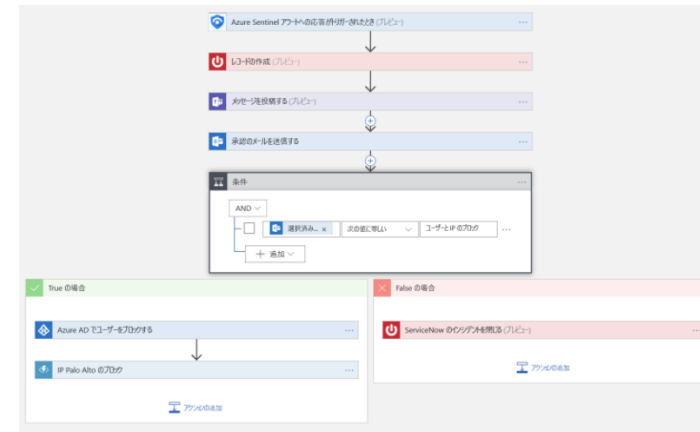 Azure Sentinel アラートへの応答がトリガーされたとき (プレビュー)
レコードの作成 (プレビュー)
メッセージを投稿する (プレビュー)
承認のメールを送信する
条件
AND
選択済み... x 次の値に等しい ユーザーと IP のブロック
追加
True の場合
False の場合
Azure AD でユーザーをブロックする
ServiceNow のインシデントを閉じる (プレビュー)
IP Palo Alto のブロック
アクションの追加
アクションの追加